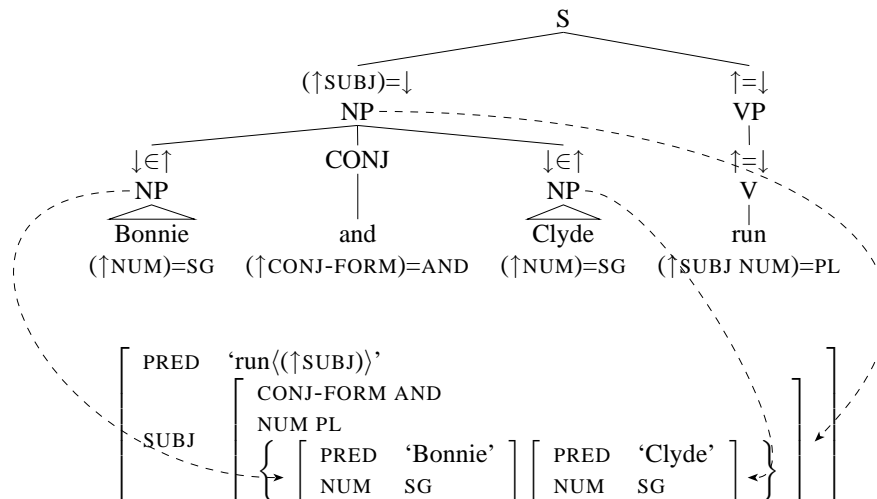 S
(↑SUBJ)=↓ ↑=↓
NP VP
↓∈↑ CONJ ↓∈↑ ↑=↓
NP NP V
Bonnie and Clyde run
(↑NUM)=SG (↑CONJ-FORM)=AND (↑NUM)=SG (↑SUBJ NUM)=PL
PRED ‘run⟨(↑SUBJ)⟩’
CONJ-FORM AND
NUM PL
SUBJ
{ PRED ‘Bonnie’ PRED ‘Clyde’ }
NUM SG NUM SG